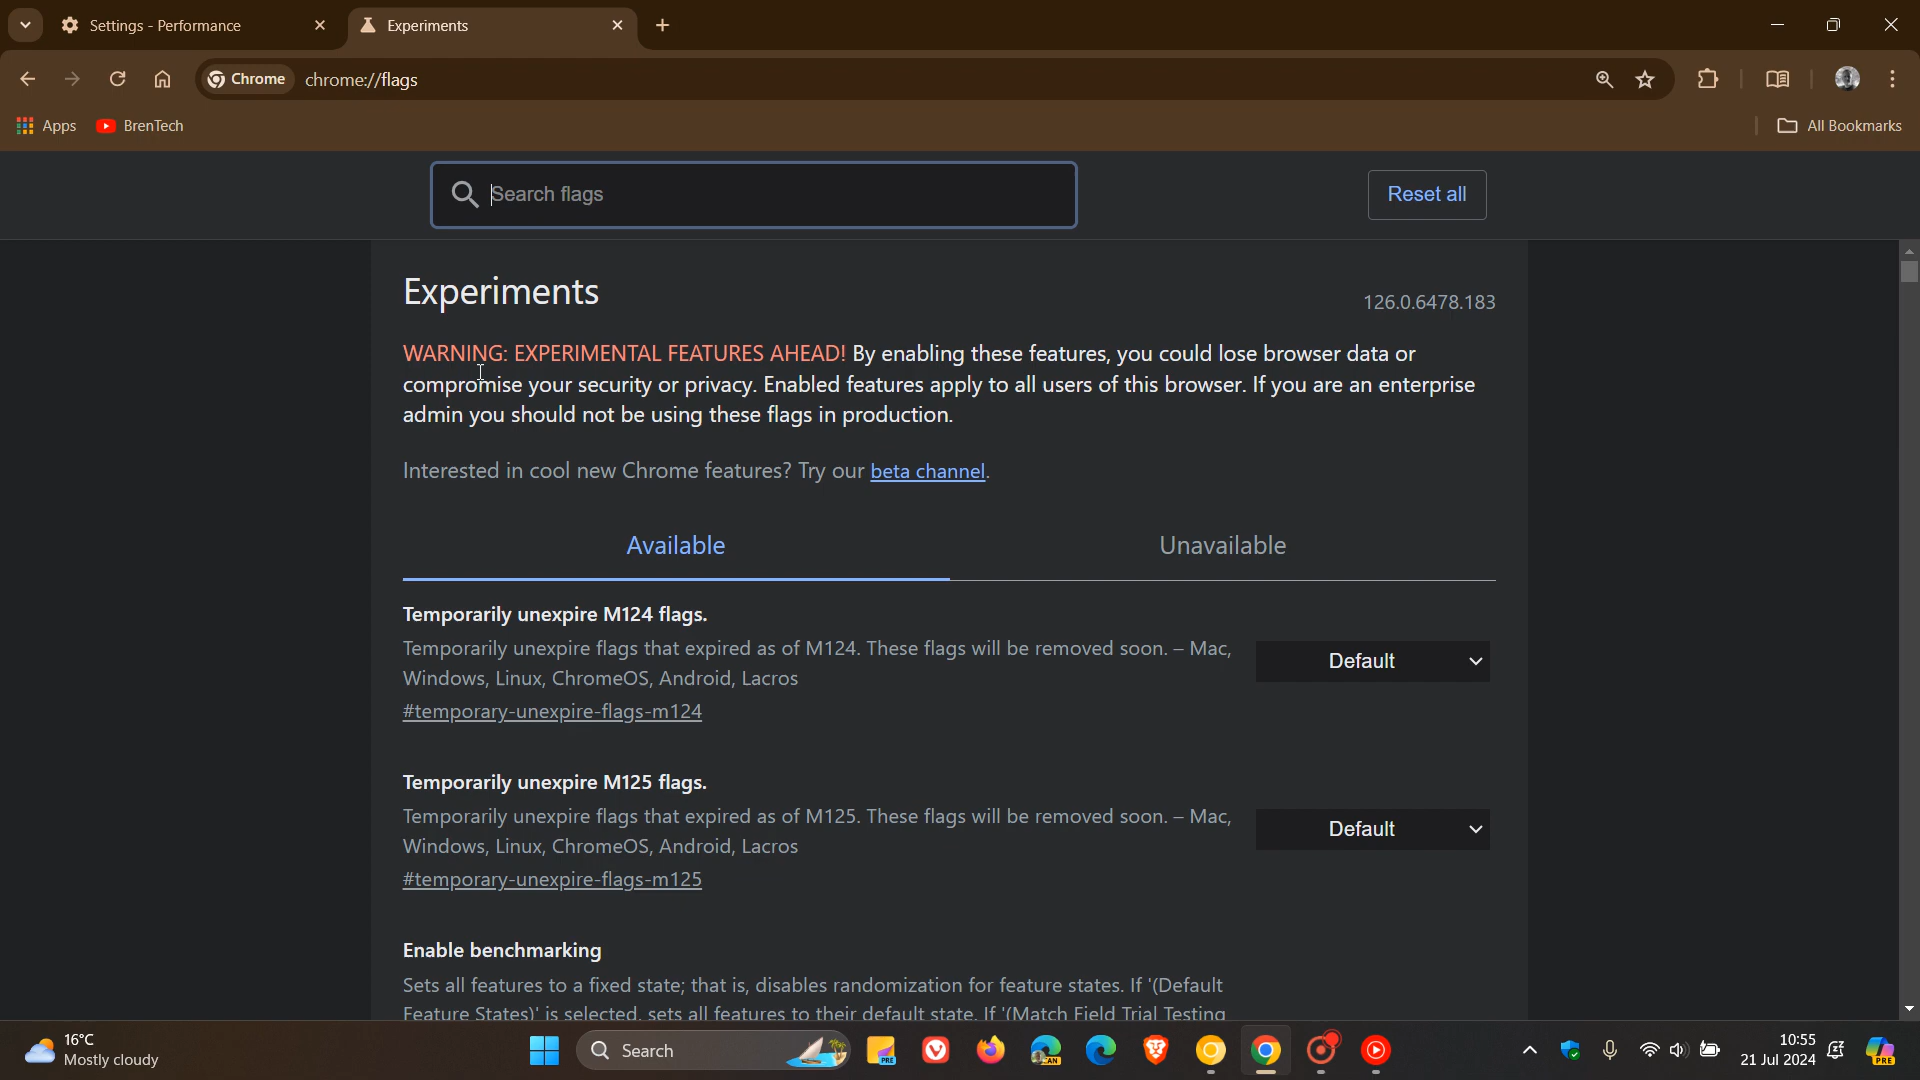 Settings - Performance
Experiments
Chrome
chrome://flags
Apps
BrenTech
All Bookmarks
Search flags
Reset all
Experiments
126.0.6478.183
WARNING: EXPERIMENTAL FEATURES AHEAD! By enabling these features, you could lose browser data or
compromise your security or privacy. Enabled features apply to all users of this browser. If you are an enterprise
admin you should not be using these flags in production.
Interested in cool new Chrome features? Try our beta channel.
Available
Unavailable
Temporarily unexpire M124 flags.
Temporarily unexpire flags that expired as of M124. These flags will be removed soon. – Mac,
Windows, Linux, ChromeOS, Android, Lacros
#temporary-unexpire-flags-m124
Default
Temporarily unexpire M125 flags.
Temporarily unexpire flags that expired as of M125. These flags will be removed soon. – Mac,
Windows, Linux, ChromeOS, Android, Lacros
#temporary-unexpire-flags-m125
Default
Enable benchmarking
Sets all features to a fixed state; that is, disables randomization for feature states. If '(Default
Feature States)' is selected, sets all features to their default state. If '(Match Field Trial Testing
16°C
Mostly cloudy
Search
PRE
CAN
10:55
21 Jul 2024
PRE